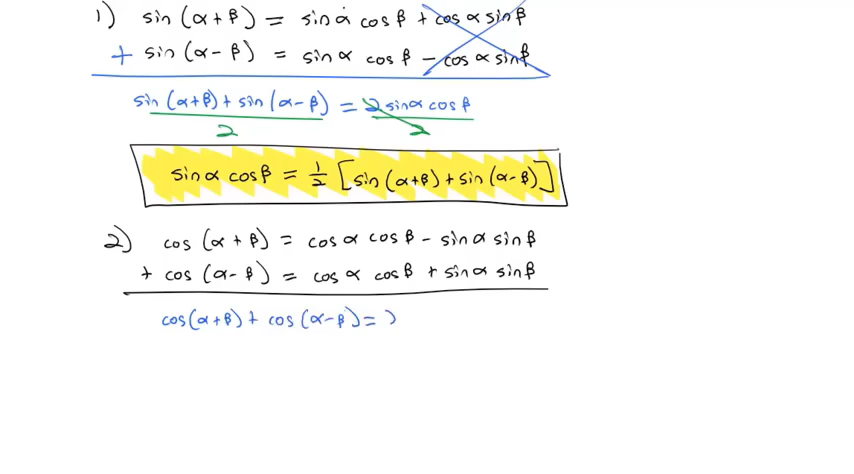 1) sin (α+β) = sin α cos β + cos α sin β
+ sin (α-β) = sin α cos β - cos α sin β
sin (α+β) + sin (α-β) = 2 sin α cos β
2 2
sin α cos β = 1/2 [sin (α+β) + sin (α-β)]
2) cos (α+β) = cos α cos β - sin α sin β
+ cos (α-β) = cos α cos β + sin α sin β
cos (α+β) + cos (α-β) =